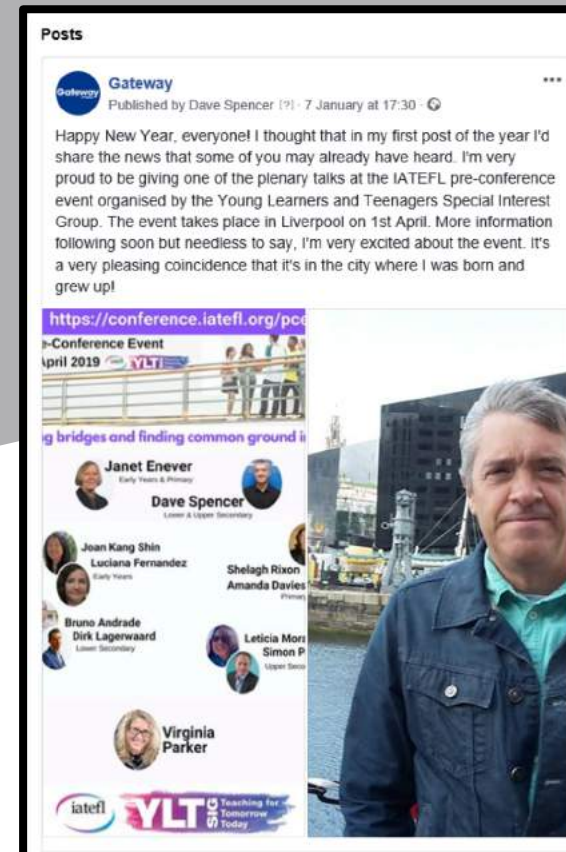 Posts
Gateway
Gateway
Published by Dave Spencer [?] · 7 January at 17:30 ·
Happy New Year, everyone! I thought that in my first post of the year I'd
share the news that some of you may already have heard. I'm very
proud to be giving one of the plenary talks at the IATEFL pre-conference
event organised by the Young Learners and Teenagers Special Interest
Group. The event takes place in Liverpool on 1st April. More information
following soon but needless to say, I'm very excited about the event. It's
a very pleasing coincidence that it's in the city where I was born and
grew up!
https://conference.iatefl.org/pce
e-Conference Event
April 2019 YLTSI
g bridges and finding common ground i
Janet Enever
Early Years & Primary
Dave Spencer
Lower & Upper Secondary
Joan Kang Shin
Luciana Fernandez
Early Years
Shelagh Rixon
Amanda Davies
Primary
Bruno Andrade
Dirk Lagerwaard
Lower Secondary
Leticia Mora
Simon P
Upper Seco
Virginia
Parker
iatefl
YLT SIG
Teaching for
Tomorrow
Today